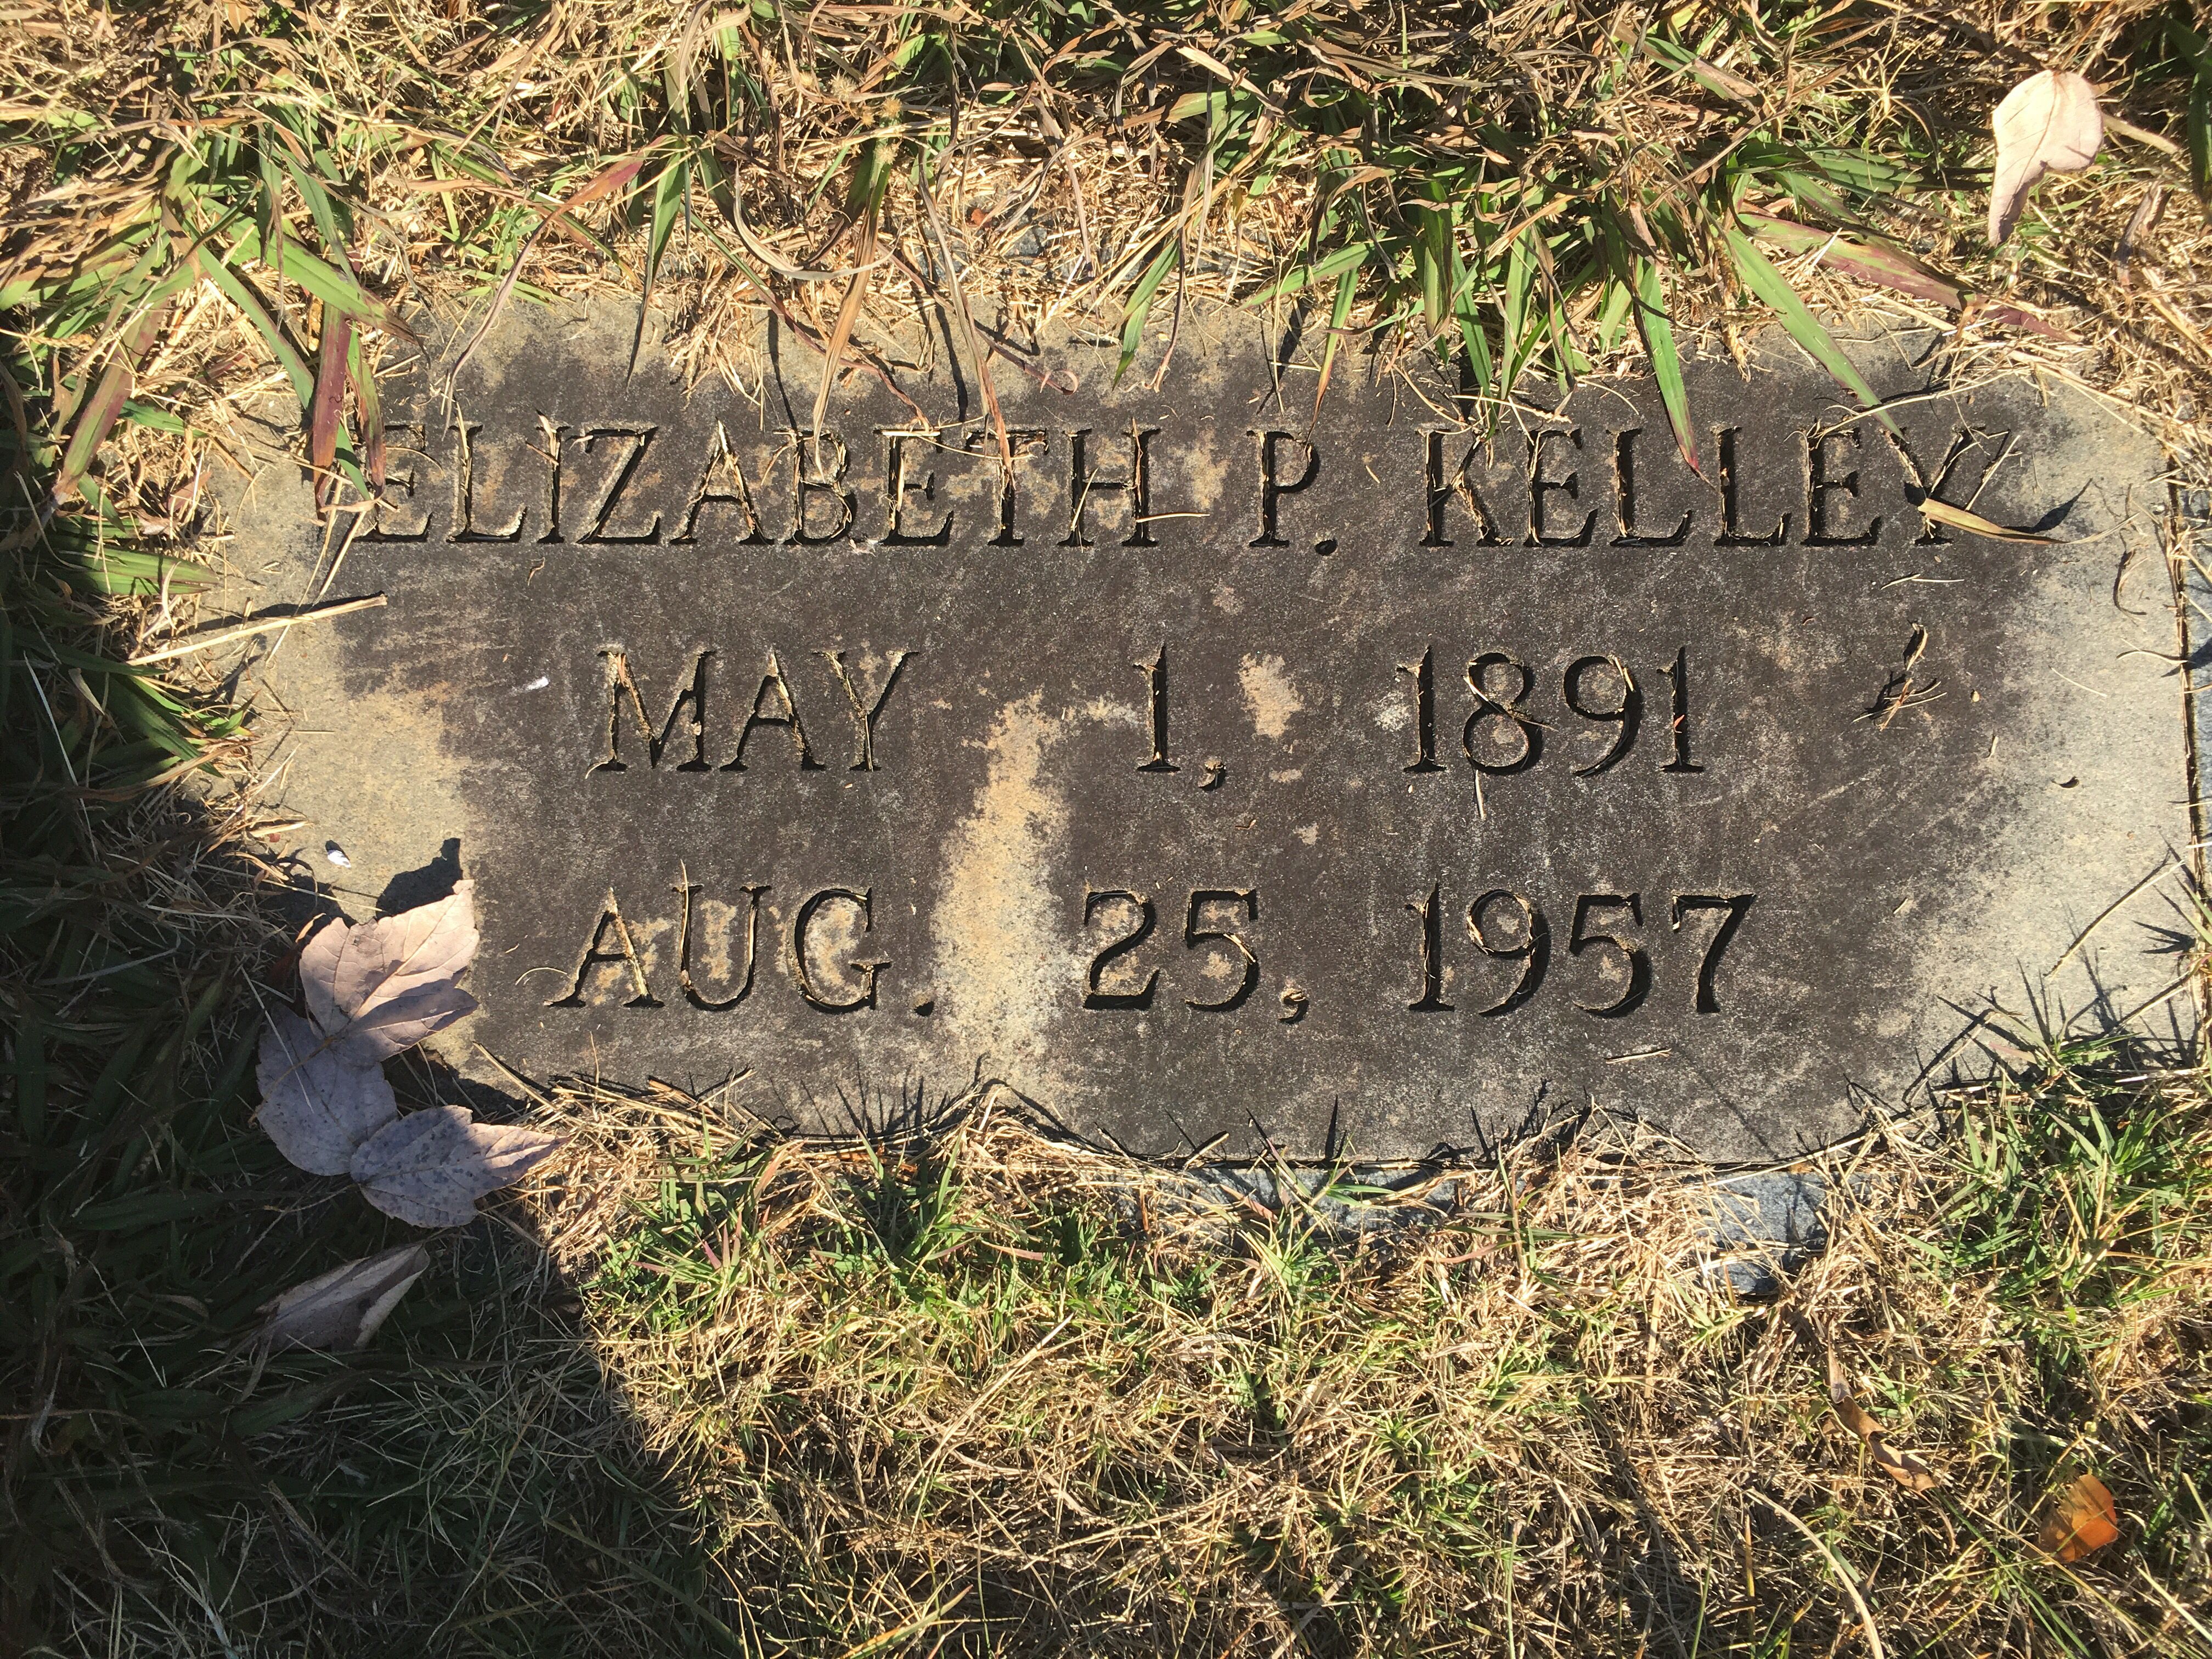 ELIZABETH P. KELLEY
MAY 1, 1891
AUG. 25, 1957